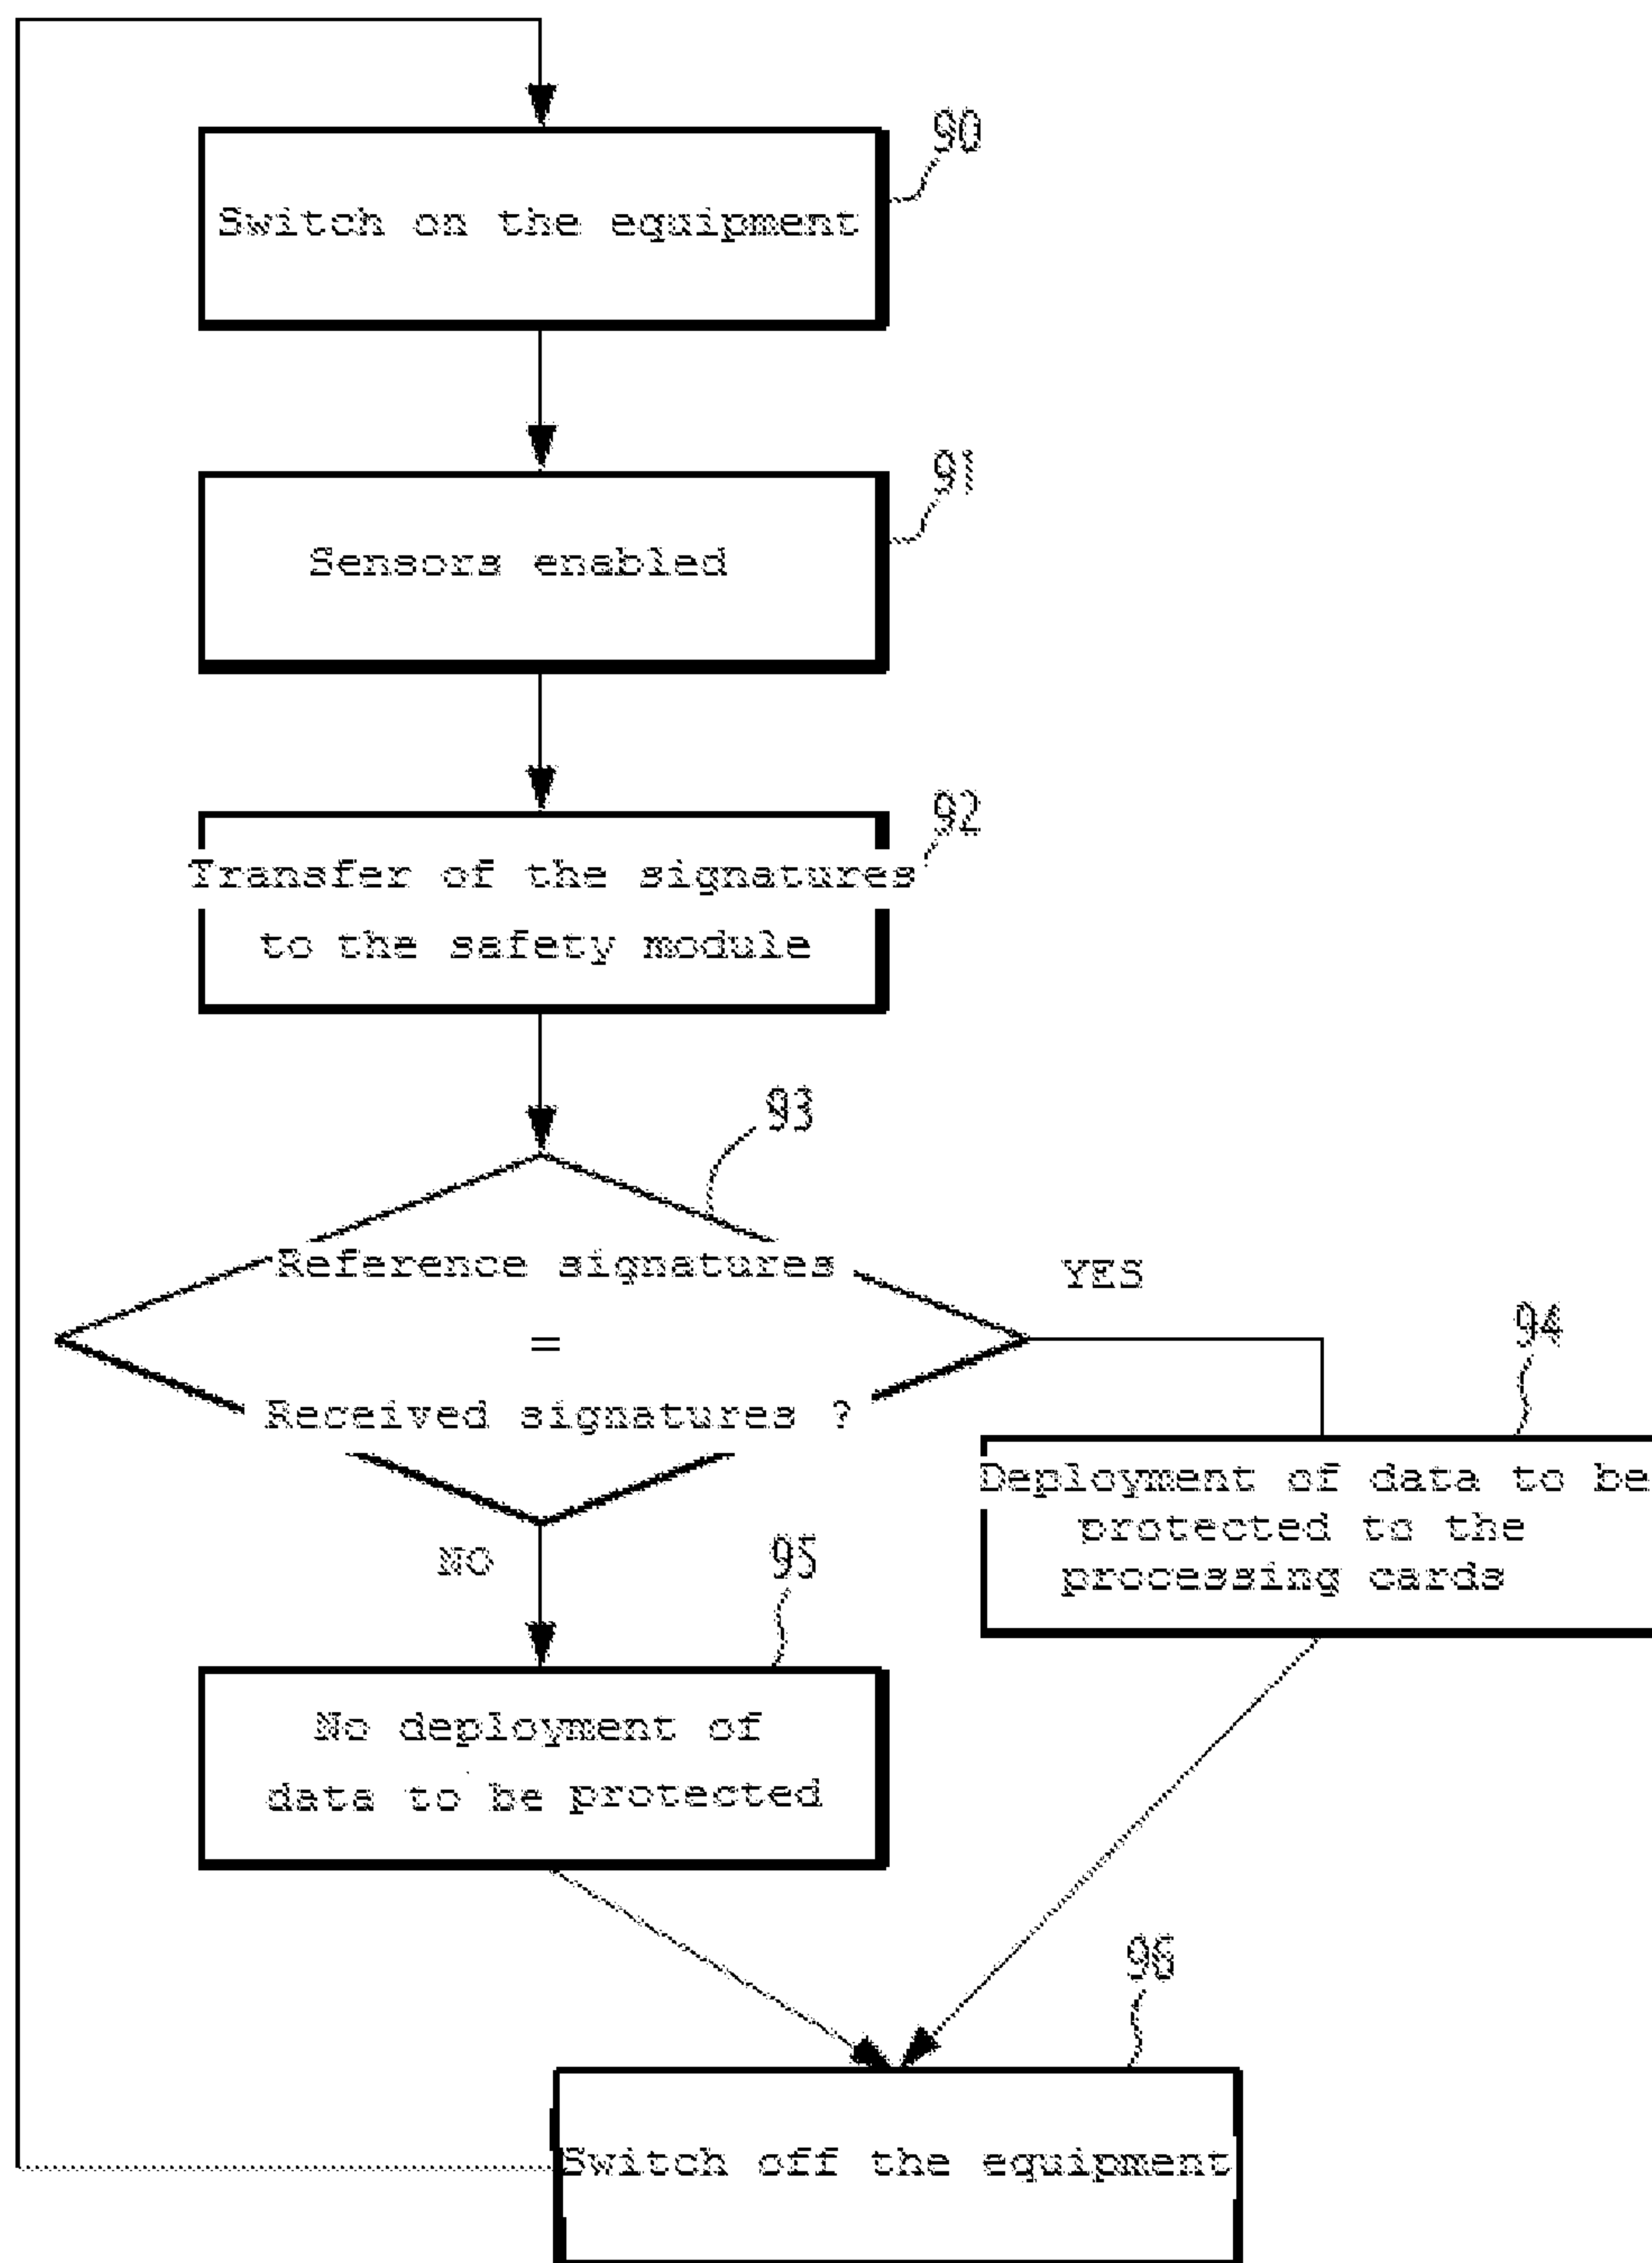 90
Switch on the equipment
91
Sensors enabled
92
Transfer of the signatures
to the safety module
93
Reference signatures
=
Received signatures ?
YES
94
Deployment of data to be
protected to the
processing cards
NO
95
No deployment of
data to be protected
96
Switch off the equipment